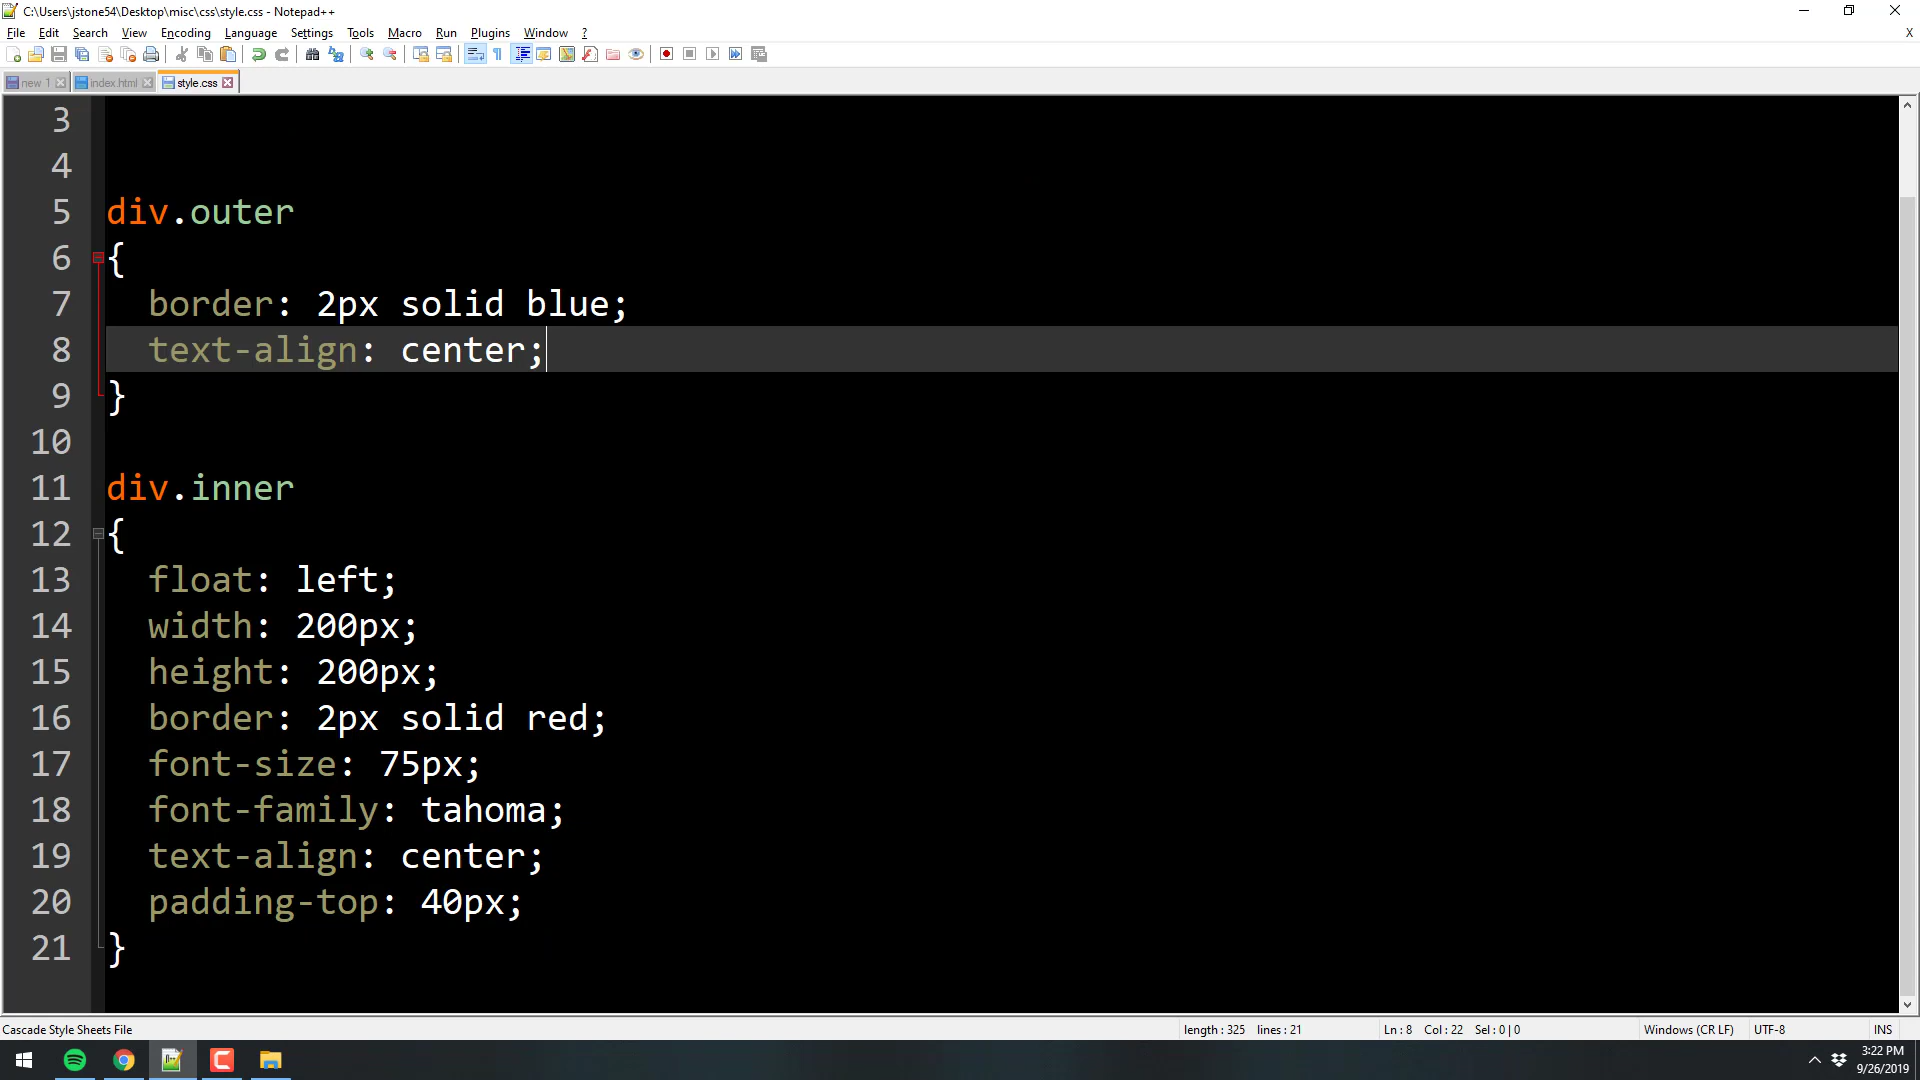 C:\Users\jstone54\Desktop\misc\css\style.css - Notepad++
File Edit Search View Encoding Language Settings Tools Macro Run Plugins Window ? X
new 1 index.html style.css
3
4
5 div.outer
6 {
7 border: 2px solid blue;
8 text-align: center;
9 }
10
11 div.inner
12 {
13 float: left;
14 width: 200px;
15 height: 200px;
16 border: 2px solid red;
17 font-size: 75px;
18 font-family: tahoma;
19 text-align: center;
20 padding-top: 40px;
21 }
Cascade Style Sheets File length : 325 lines : 21 Ln : 8 Col : 22 Sel : 0 | 0 Windows (CR LF) UTF-8 INS
3:22 PM
9/26/2019